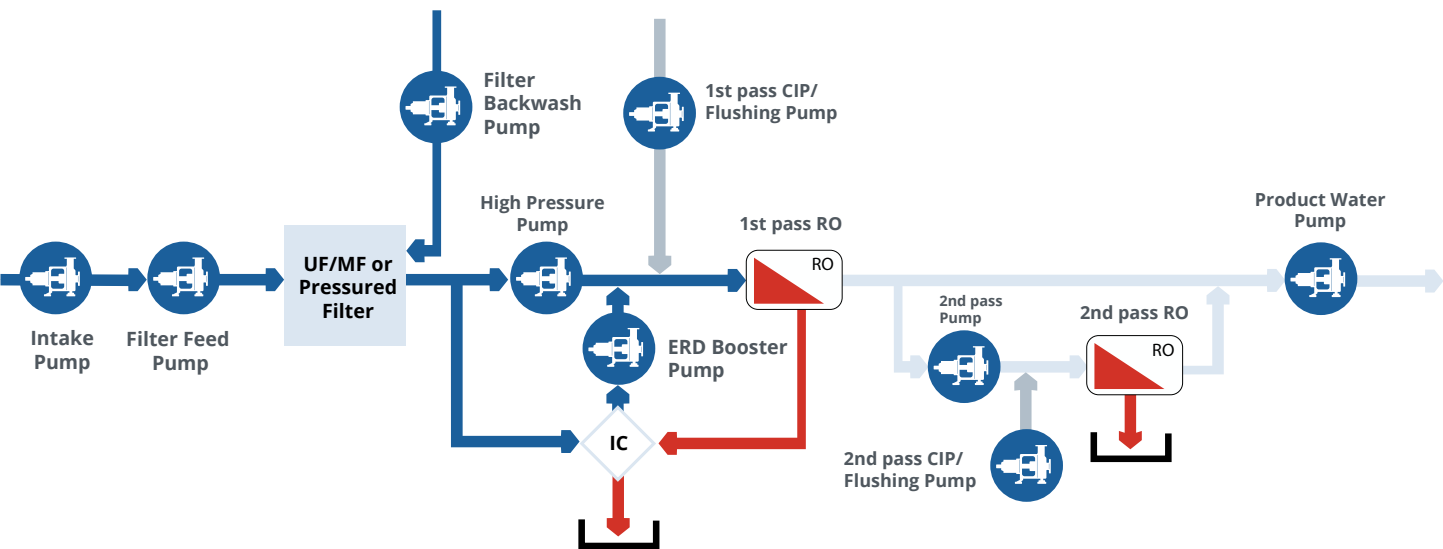 Filter
Backwash
Pump
1st pass CIP/
Flushing Pump
High Pressure
Pump
1st pass RO
RO
Product Water
Pump
UF/MF or
Pressured
Filter
Intake
Pump
Filter Feed
Pump
ERD Booster
Pump
2nd pass
Pump
2nd pass RO
RO
IC
2nd pass CIP/
Flushing Pump